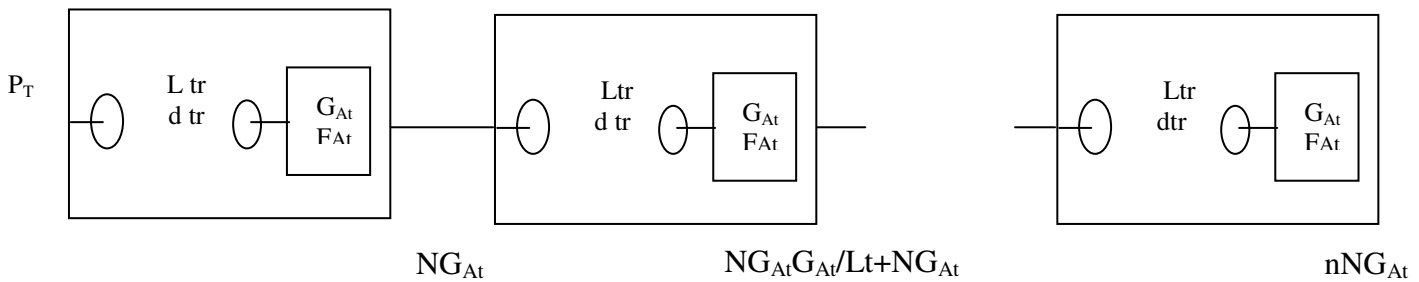 P_T
L tr
d tr
G_At
F_At
Ltr
d tr
G_At
F_At
Ltr
dtr
G_At
F_At
NG_At
NG_AtG_At/Lt+NG_At
nNG_At